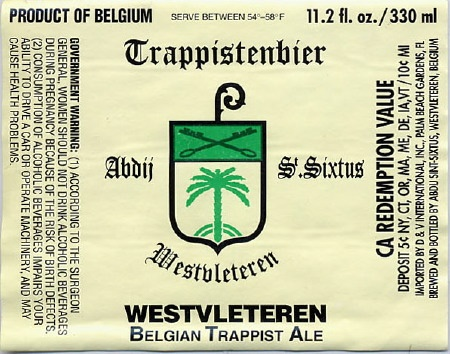 PRODUCT OF BELGIUM
SERVE BETWEEN 54°-58°F
11.2 fl. oz./330 ml
Trappistenbier
Abdij St. Sixtus
Westvleteren
WESTVLETEREN
BELGIAN TRAPPIST ALE
GOVERNMENT WARNING: (1) ACCORDING TO THE SURGEON
GENERAL, WOMEN SHOULD NOT DRINK ALCOHOLIC BEVERAGES
DURING PREGNANCY BECAUSE OF THE RISK OF BIRTH DEFECTS.
(2) CONSUMPTION OF ALCOHOLIC BEVERAGES IMPAIRS YOUR
ABILITY TO DRIVE A CAR OR OPERATE MACHINERY, AND MAY
CAUSE HEALTH PROBLEMS.
CA REDEMPTION VALUE
DEPOSIT 5¢ NY, CT, OR, MA, ME, DE, IA, VT / 10¢ MI
IMPORTED BY D & V INTERNATIONAL, INC., PALM BEACH GARDENS, FL
BREWED AND BOTTLED BY ABDIJ SINT-SIXTUS, WESTVLETEREN, BELGIUM